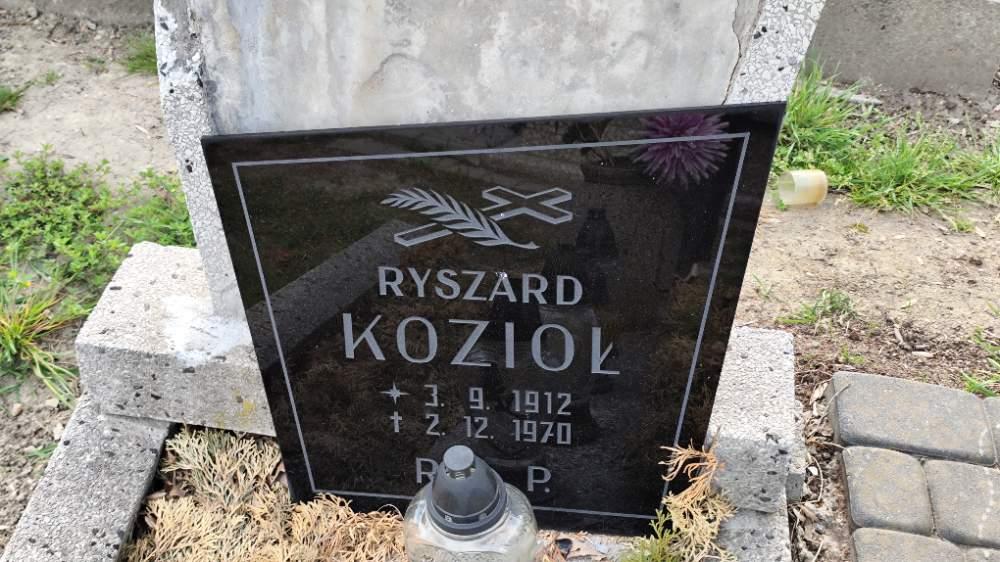 RYSZARD
KOZIOŁ
3. 9. 1912
2. 12. 1970
R P.